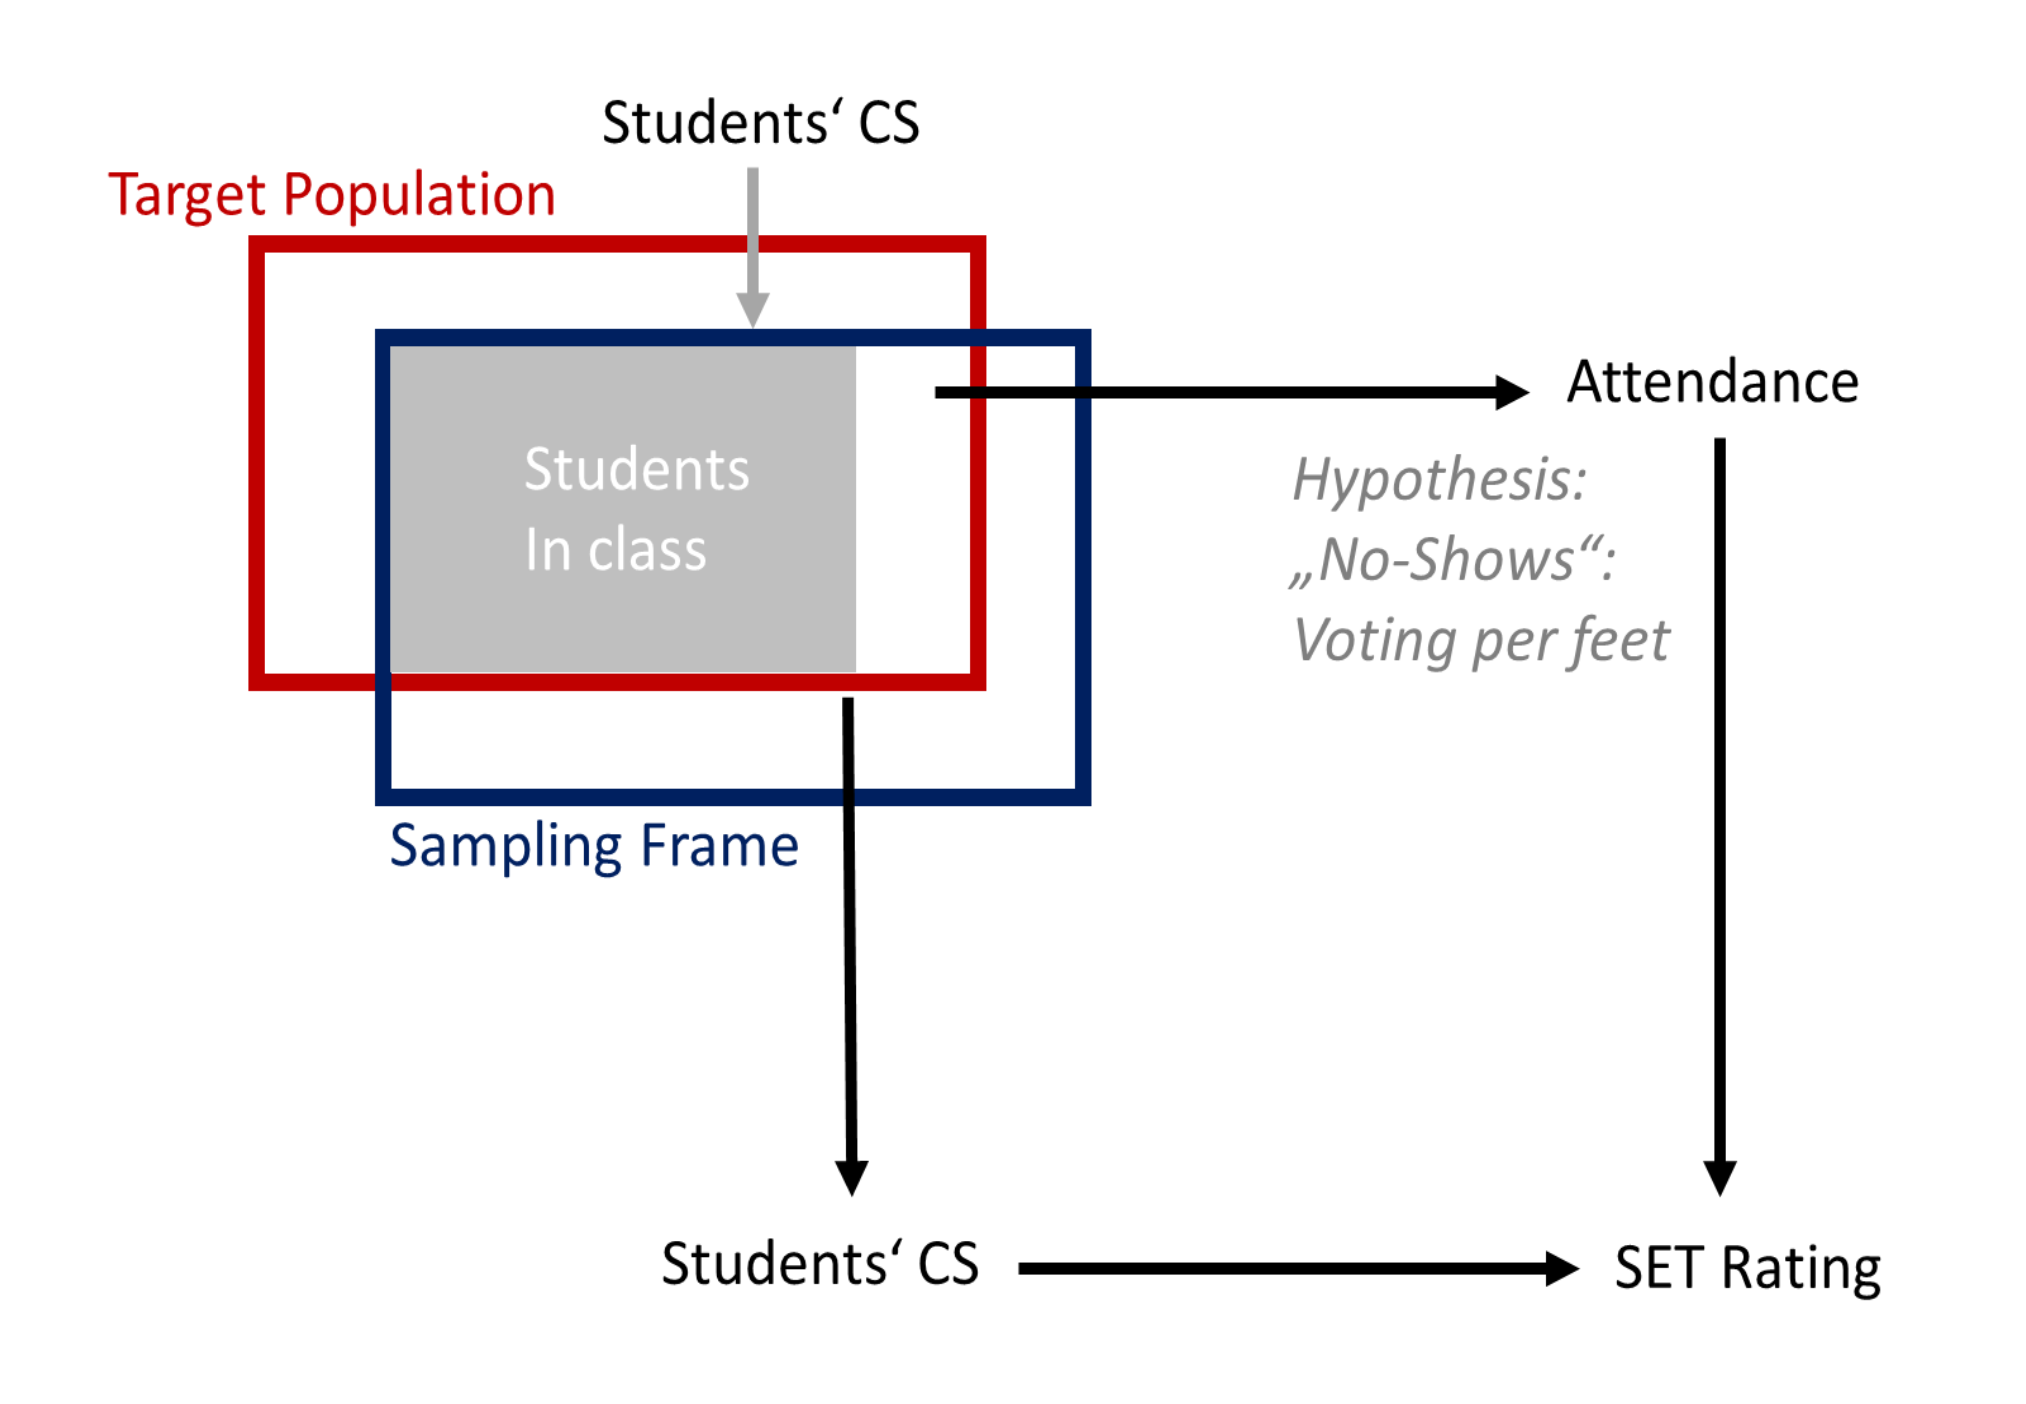 Students‘ CS
Target Population
Attendance
Students
In class
Hypothesis:
„No-Shows“:
Voting per feet
Sampling Frame
Students‘ CS
SET Rating